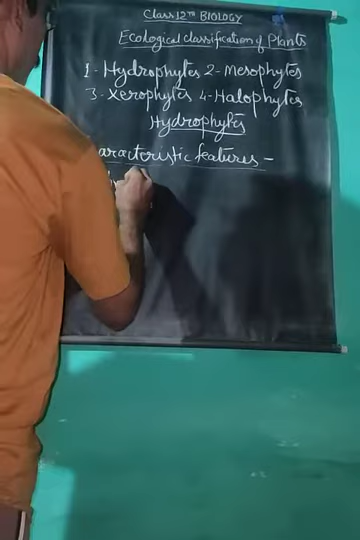 Class 12TH BIOLOGY
Ecological classification of Plants
1- Hydrophytes 2- Mesophytes
3- Xerophytes 4- Halophytes
Hydrophytes
aracteristic features -